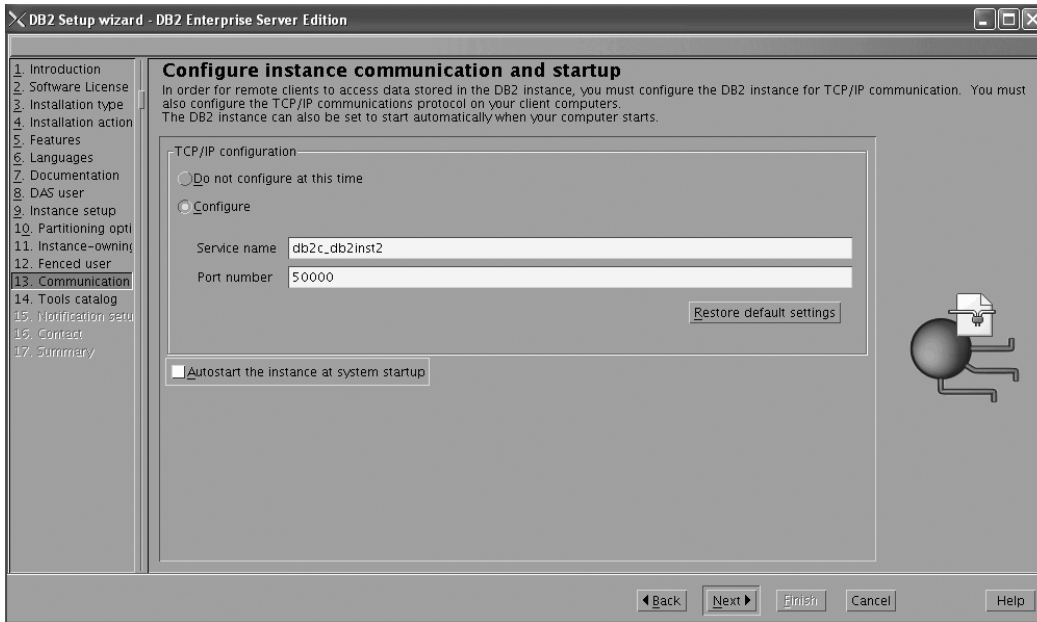 DB2 Setup wizard - DB2 Enterprise Server Edition
1. Introduction
2. Software License
3. Installation type
4. Installation action
5. Features
6. Languages
7. Documentation
8. DAS user
9. Instance setup
10. Partitioning opti
11. Instance-owning
12. Fenced user
13. Communication
14. Tools catalog
15. Notification setu
16. Contact
17. Summary
Configure instance communication and startup
In order for remote clients to access data stored in the DB2 instance, you must configure the DB2 instance for TCP/IP communication. You must
also configure the TCP/IP communications protocol on your client computers.
The DB2 instance can also be set to start automatically when your computer starts.
TCP/IP configuration
Do not configure at this time
Configure
Service name db2c_db2inst2
Port number 50000
Restore default settings
Autostart the instance at system startup
Back Next Finish Cancel Help